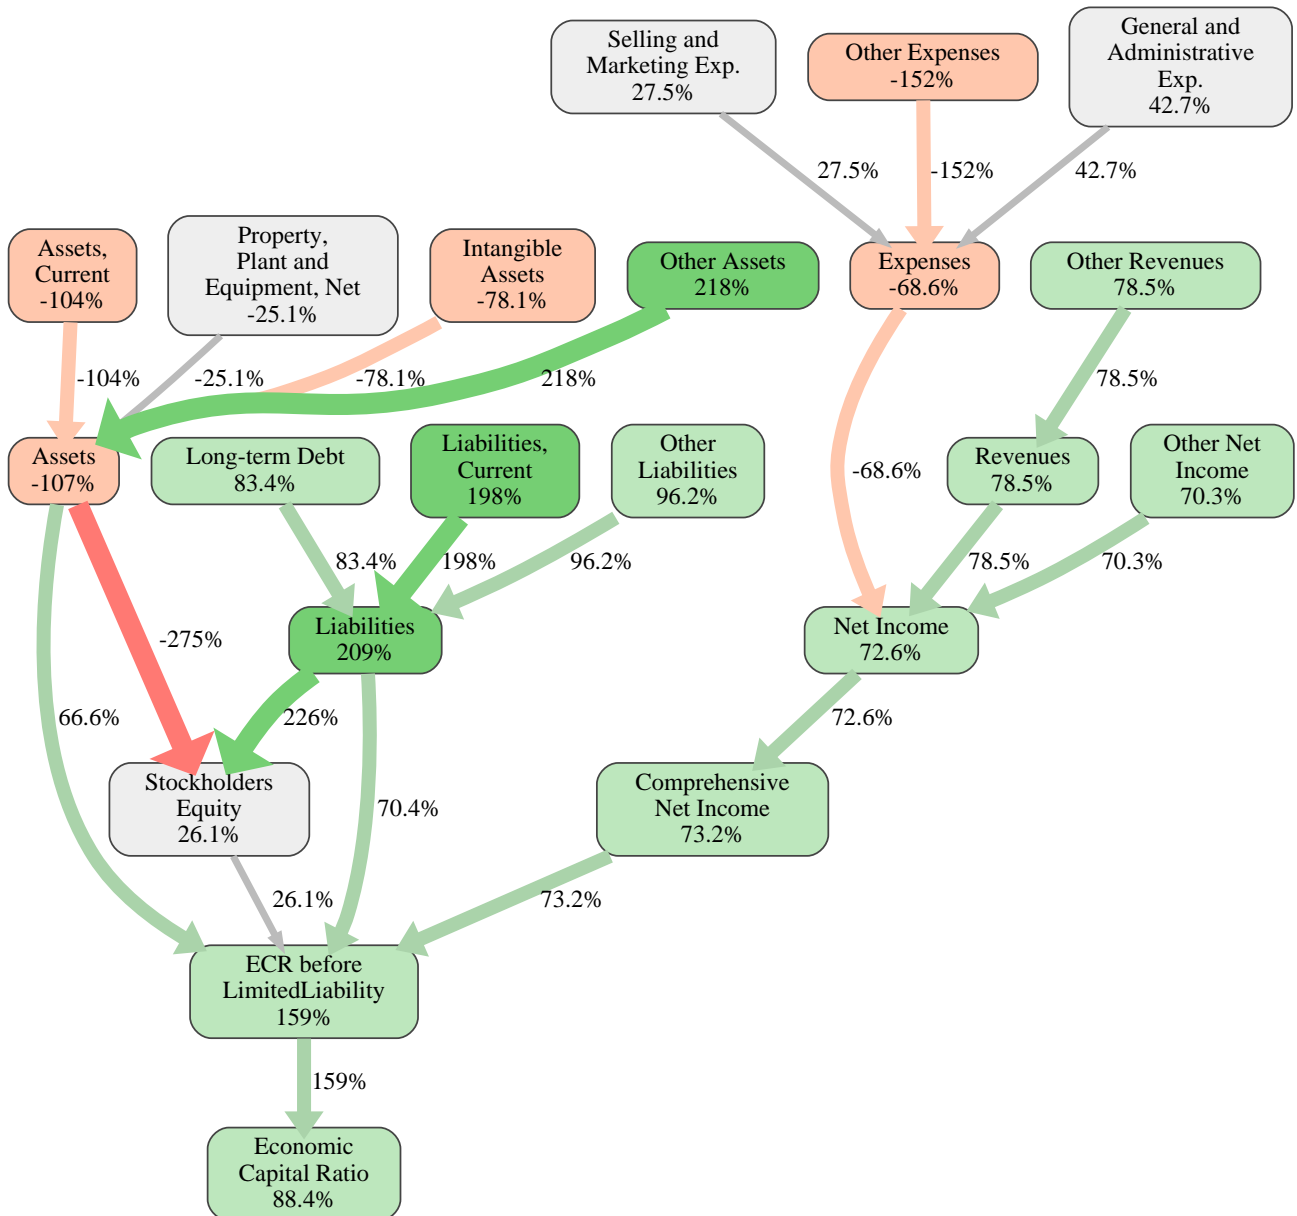 Selling and
Marketing Exp.
27.5%
Other Expenses
-152%
General and
Administrative
Exp.
42.7%
27.5%
-152%
42.7%
Assets,
Current
-104%
Property,
Plant and
Equipment, Net
-25.1%
Intangible
Assets
-78.1%
Other Assets
218%
Expenses
-68.6%
Other Revenues
78.5%
-104%
-25.1%
-78.1%
218%
78.5%
Assets
-107%
Long-term Debt
83.4%
Liabilities,
Current
198%
Other
Liabilities
96.2%
-68.6%
Revenues
78.5%
Other Net
Income
70.3%
83.4%
198%
96.2%
78.5%
70.3%
-275%
Liabilities
209%
Net Income
72.6%
66.6%
226%
72.6%
Stockholders
Equity
26.1%
70.4%
Comprehensive
Net Income
73.2%
26.1%
73.2%
ECR before
LimitedLiability
159%
159%
Economic
Capital Ratio
88.4%